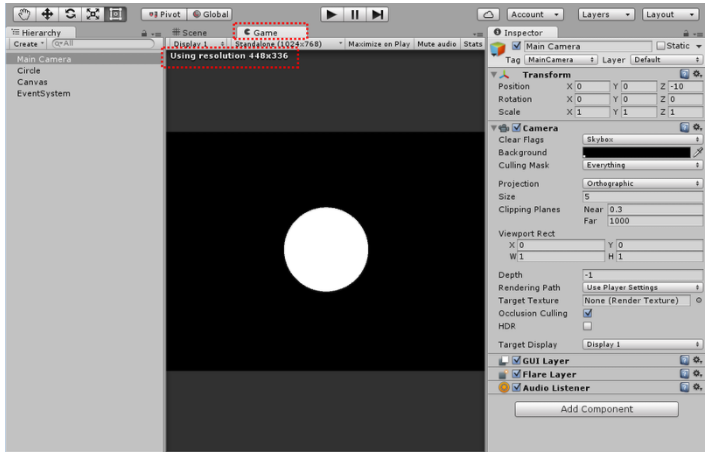 Pivot Global Account Layers Layout
Hierarchy
Create All
Main Camera
Circle
Canvas
EventSystem
Scene Game
Display 1 Standalone (1024x768) Maximize on Play Mute audio Stats
Using resolution 448x336
Inspector
Main Camera Static
Tag MainCamera Layer Default
Transform
Position X 0 Y 0 Z -10
Rotation X 0 Y 0 Z 0
Scale X 1 Y 1 Z 1
Camera
Clear Flags Skybox
Background
Culling Mask Everything
Projection Orthographic
Size 5
Clipping Planes Near 0.3
Far 1000
Viewport Rect
X 0 Y 0
W 1 H 1
Depth -1
Rendering Path Use Player Settings
Target Texture None (Render Texture)
Occlusion Culling
HDR
Target Display Display 1
GUI Layer
Flare Layer
Audio Listener
Add Component